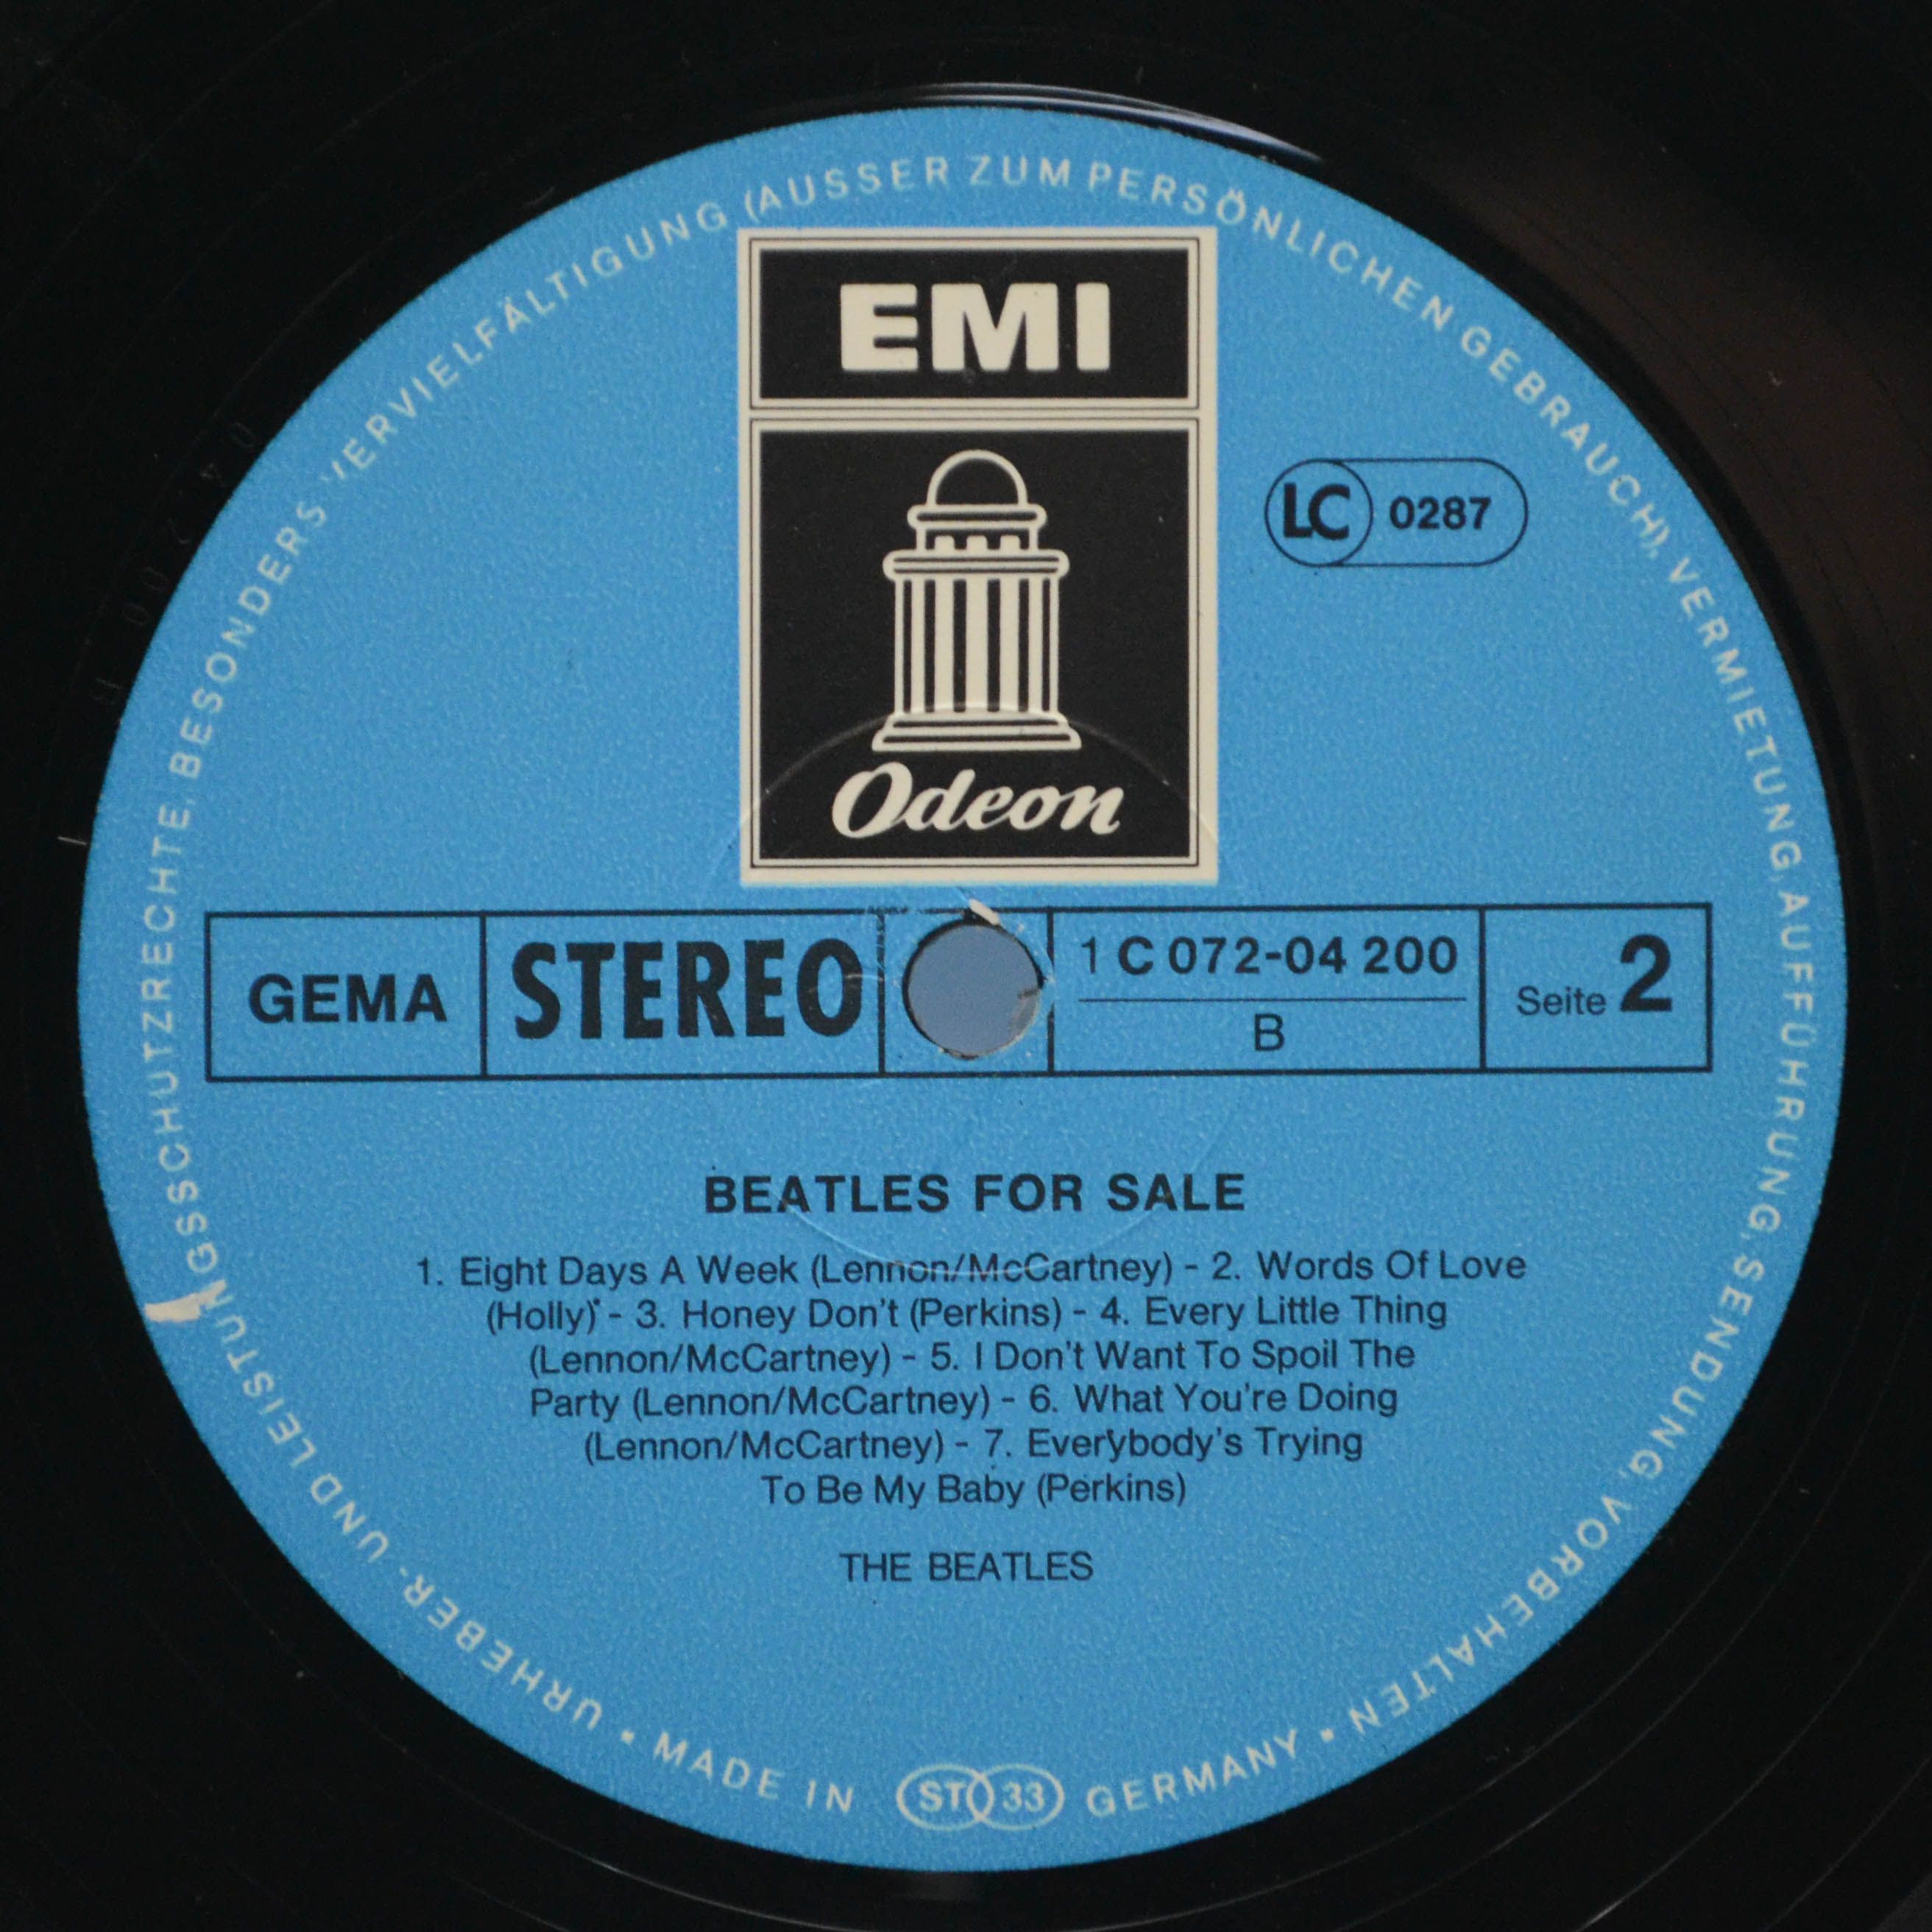 URHEBER- UND LEISTUNGSSCHUTZRECHTE, BESONDERS VERVIELFÄLTIGUNG (AUSSER ZUM PERSÖNLICHEN GEBRAUCH), VERMIETUNG, AUFFÜHRUNG, SENDUNG, VORBEHALTEN
EMI
LC 0287
Odeon
GEMA
STEREO
1 C 072-04 200
B
Seite 2
BEATLES FOR SALE
1. Eight Days A Week (Lennon/McCartney) - 2. Words Of Love
(Holly) - 3. Honey Don't (Perkins) - 4. Every Little Thing
(Lennon/McCartney) - 5. I Don't Want To Spoil The
Party (Lennon/McCartney) - 6. What You're Doing
(Lennon/McCartney) - 7. Everybody's Trying
To Be My Baby (Perkins)
THE BEATLES
MADE IN ST 33 GERMANY